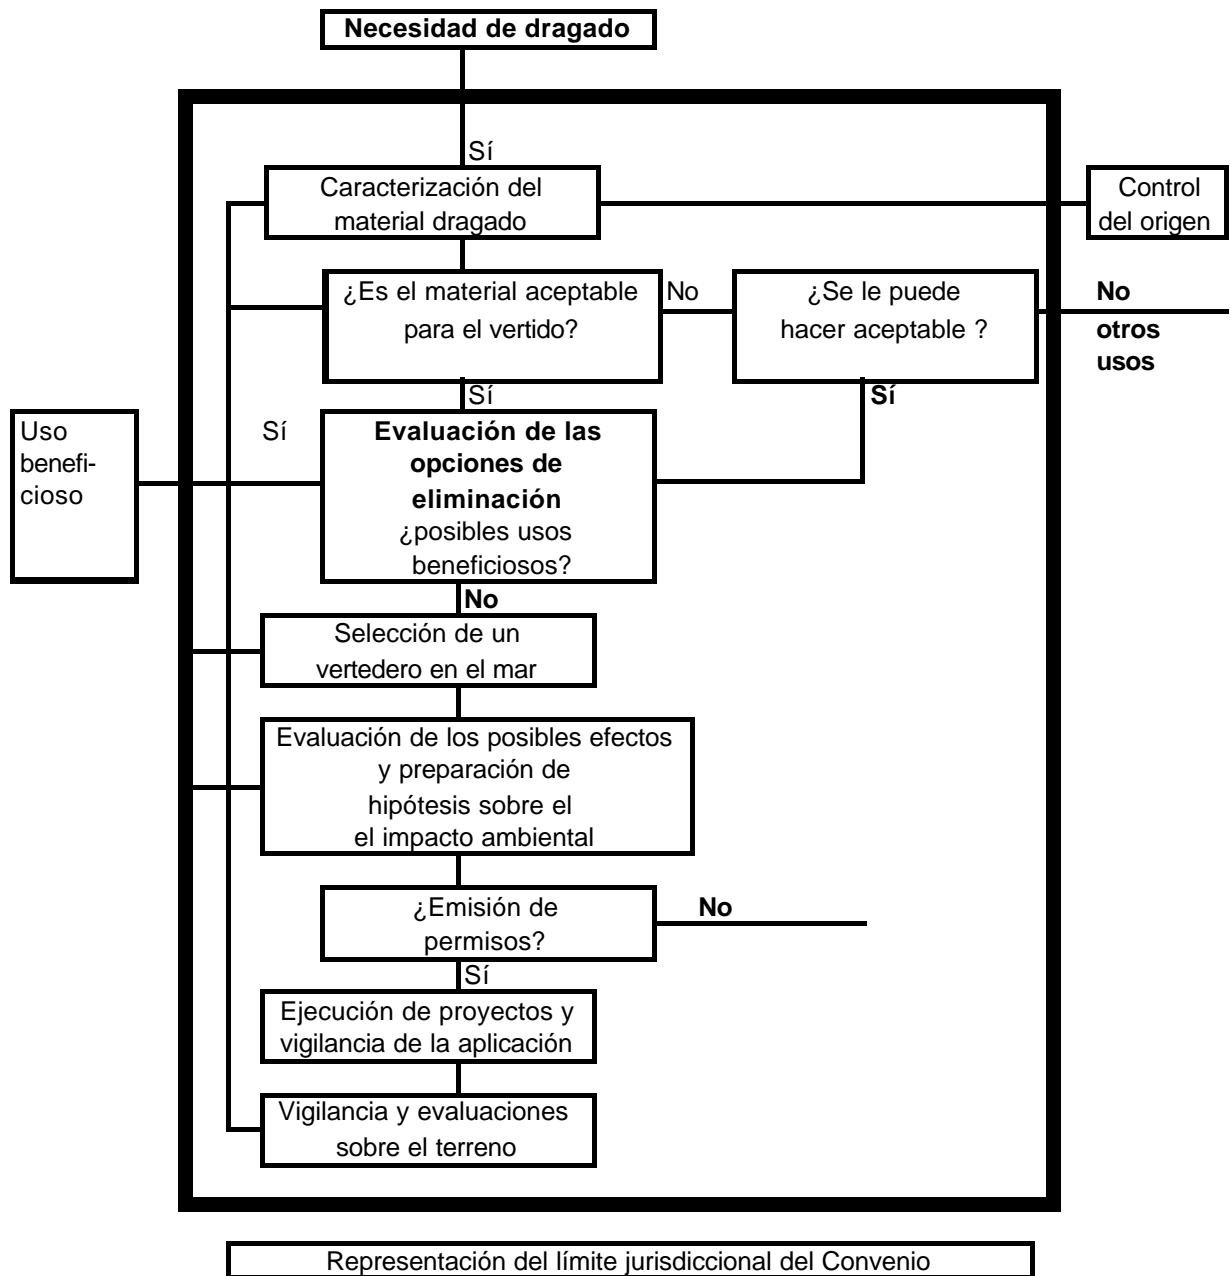 Necesidad de dragado
Sí
Caracterización del
material dragado
Control
del origen
¿Es el material aceptable
para el vertido?
No
¿Se le puede
hacer aceptable ?
No
otros
usos
Sí
Sí
Uso
benefi-
cioso
Sí
Evaluación de las
opciones de
eliminación
¿posibles usos
beneficiosos?
No
Selección de un
vertedero en el mar
Evaluación de los posibles efectos
y preparación de
hipótesis sobre el
el impacto ambiental
¿Emisión de
permisos?
No
Sí
Ejecución de proyectos y
vigilancia de la aplicación
Vigilancia y evaluaciones
sobre el terreno
Representación del límite jurisdiccional del Convenio